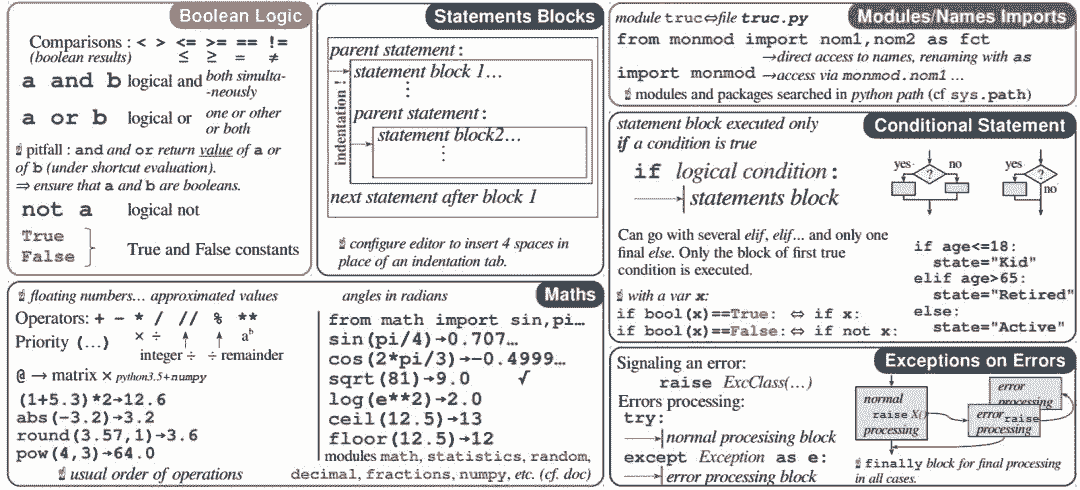 Boolean Logic
Comparisons : < > <= >= == !=
(boolean results) ≤ ≥ = ≠
a and b logical and both simulta-
-neously
a or b logical or one or other
or both
pitfall : and and or return value of a or
of b (under shortcut evaluation).
⇒ ensure that a and b are booleans.
not a logical not
True
False
True and False constants
Statements Blocks
parent statement:
statement block 1…
⋮
parent statement:
statement block2…
⋮
next statement after block 1
indentation !
configure editor to insert 4 spaces in
place of an indentation tab.
Modules/Names Imports
module truc⇔file truc.py
from monmod import nom1,nom2 as fct
→direct access to names, renaming with as
import monmod →access via monmod.nom1 …
modules and packages searched in python path (cf sys.path)
Conditional Statement
statement block executed only
if a condition is true
if logical condition:
statements block
yes ? no
yes ? no
Can go with several elif, elif... and only one
final else. Only the block of first true
condition is executed.
with a var x:
if bool(x)==True: ⇔ if x:
if bool(x)==False: ⇔ if not x:
if age<=18:
state="Kid"
elif age>65:
state="Retired"
else:
state="Active"
Maths
floating numbers… approximated values
angles in radians
Operators: + - * / // % **
Priority (…) × ÷ aᵇ
integer ÷ ÷ remainder
@ → matrix × python3.5+numpy
(1+5.3)*2→12.6
abs(-3.2)→3.2
round(3.57,1)→3.6
pow(4,3)→64.0
usual order of operations
from math import sin,pi…
sin(pi/4)→0.707…
cos(2*pi/3)→-0.4999…
sqrt(81)→9.0 √
log(e**2)→2.0
ceil(12.5)→13
floor(12.5)→12
modules math, statistics, random,
decimal, fractions, numpy, etc. (cf. doc)
Exceptions on Errors
Signaling an error:
raise ExcClass(…)
Errors processing:
try:
normal procesising block
except Exception as e:
error processing block
normal
raise X()
processing
error
processing
error raise
processing
finally block for final processing
in all cases.